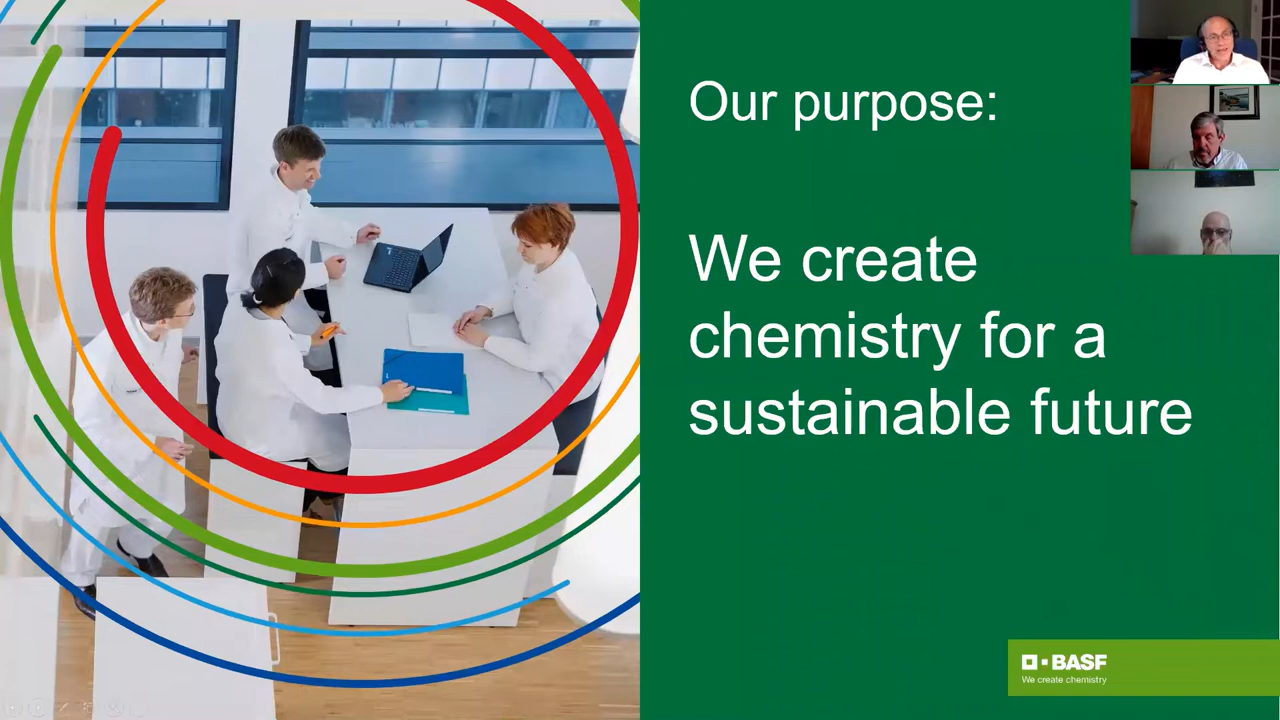 Our purpose:
We create
chemistry for a
sustainable future
BASF
We create chemistry